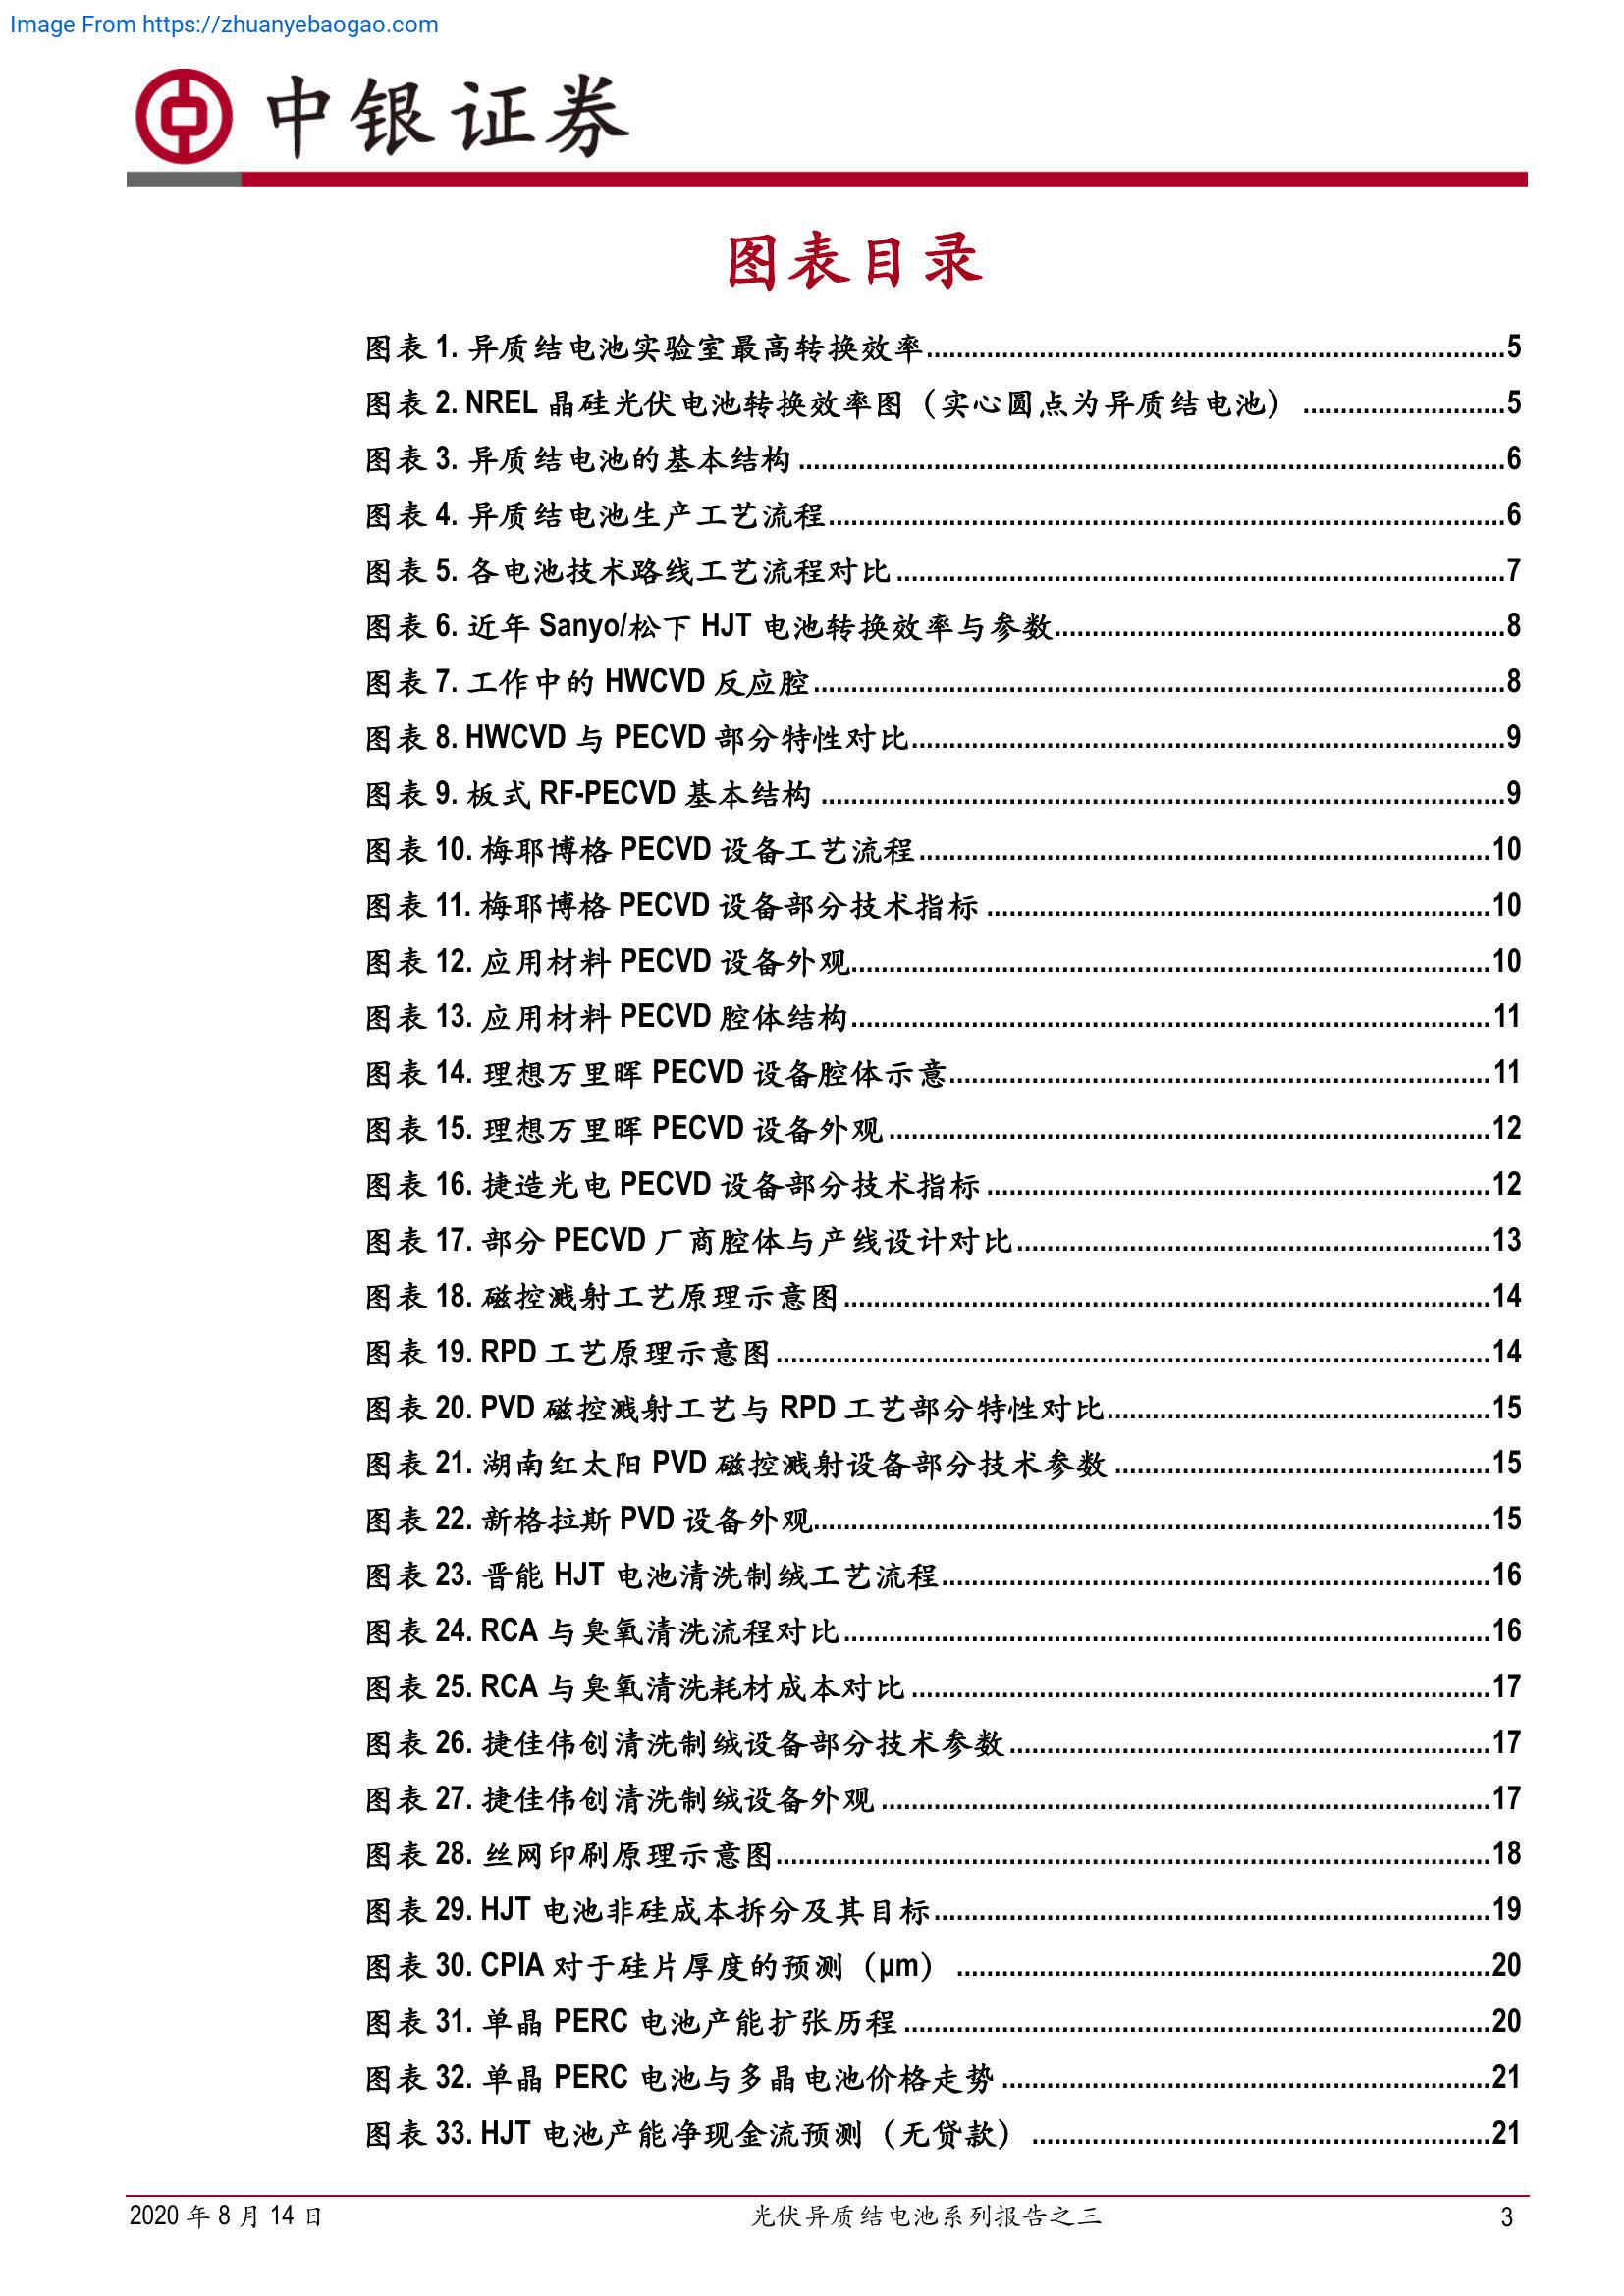 Image From https://zhuanyebaogao.com
中银证券
图表目录
图表 1. 异质结电池实验室最高转换效率..........5
图表 2. NREL 晶硅光伏电池转换效率图（实心圆点为异质结电池）..........5
图表 3. 异质结电池的基本结构..........6
图表 4. 异质结电池生产工艺流程..........6
图表 5. 各电池技术路线工艺流程对比..........7
图表 6. 近年 Sanyo/松下 HJT 电池转换效率与参数..........8
图表 7. 工作中的 HWCVD 反应腔..........8
图表 8. HWCVD 与 PECVD 部分特性对比..........9
图表 9. 板式 RF-PECVD 基本结构..........9
图表 10. 梅耶博格 PECVD 设备工艺流程..........10
图表 11. 梅耶博格 PECVD 设备部分技术指标..........10
图表 12. 应用材料 PECVD 设备外观..........10
图表 13. 应用材料 PECVD 腔体结构..........11
图表 14. 理想万里晖 PECVD 设备腔体示意..........11
图表 15. 理想万里晖 PECVD 设备外观..........12
图表 16. 捷造光电 PECVD 设备部分技术指标..........12
图表 17. 部分 PECVD 厂商腔体与产线设计对比..........13
图表 18. 磁控溅射工艺原理示意图..........14
图表 19. RPD 工艺原理示意图..........14
图表 20. PVD 磁控溅射工艺与 RPD 工艺部分特性对比..........15
图表 21. 湖南红太阳 PVD 磁控溅射设备部分技术参数..........15
图表 22. 新格拉斯 PVD 设备外观..........15
图表 23. 晋能 HJT 电池清洗制绒工艺流程..........16
图表 24. RCA 与臭氧清洗流程对比..........16
图表 25. RCA 与臭氧清洗耗材成本对比..........17
图表 26. 捷佳伟创清洗制绒设备部分技术参数..........17
图表 27. 捷佳伟创清洗制绒设备外观..........17
图表 28. 丝网印刷原理示意图..........18
图表 29. HJT 电池非硅成本拆分及其目标..........19
图表 30. CPIA 对于硅片厚度的预测（μm）..........20
图表 31. 单晶 PERC 电池产能扩张历程..........20
图表 32. 单晶 PERC 电池与多晶电池价格走势..........21
图表 33. HJT 电池产能净现金流预测（无贷款）..........21
2020 年 8 月 14 日 光伏异质结电池系列报告之三 3